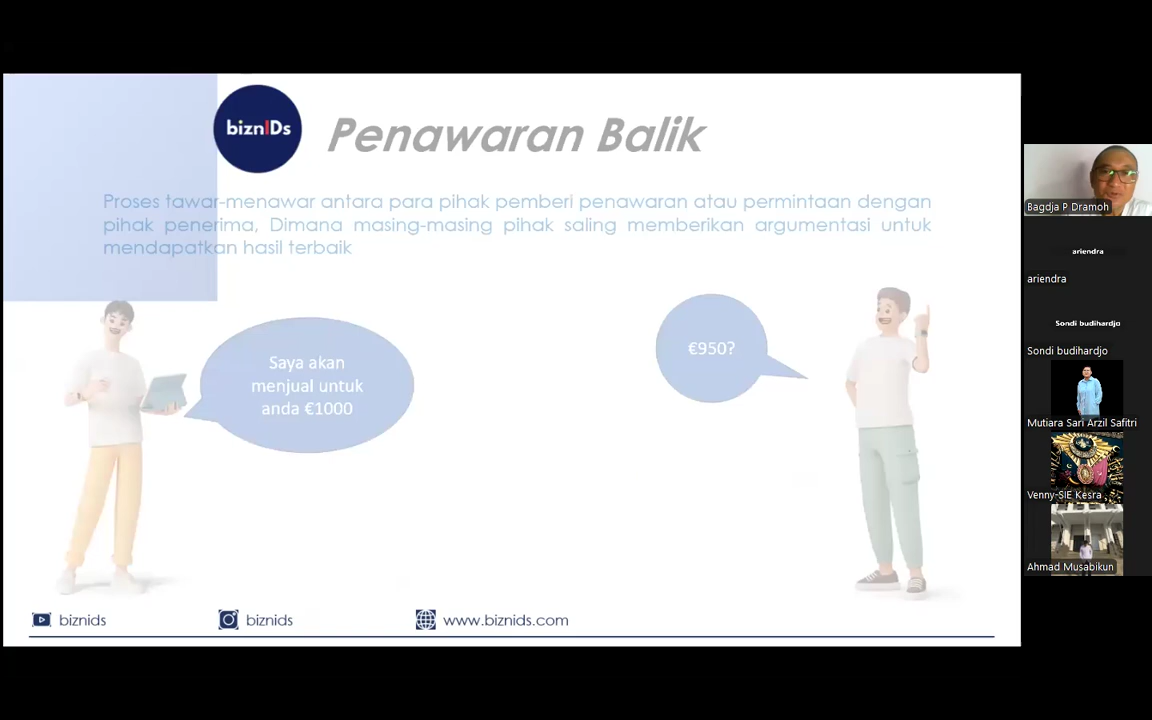 biznIDs
Penawaran Balik
Proses tawar-menawar antara para pihak pemberi penawaran atau permintaan dengan
pihak penerima, Dimana masing-masing pihak saling memberikan argumentasi untuk
mendapatkan hasil terbaik
Saya akan
menjual untuk
anda €1000
€950?
biznids
biznids
www.biznids.com
Bagdja P Dramoh
ariendra
ariendra
Sondi budihardjo
Sondi budihardjo
Mutiara Sari Arzil Safitri
Venny-SIE Kesra
Ahmad Musabikun